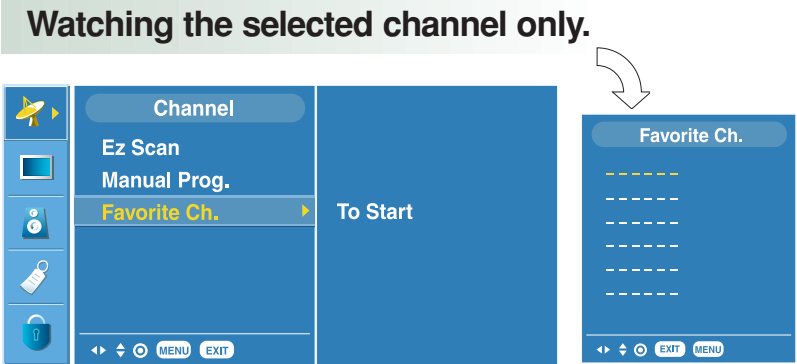 Watching the selected channel only.
Channel
Ez Scan
Manual Prog.
Favorite Ch.
To Start
MENU EXIT
Favorite Ch.
------
------
------
------
------
------
EXIT MENU